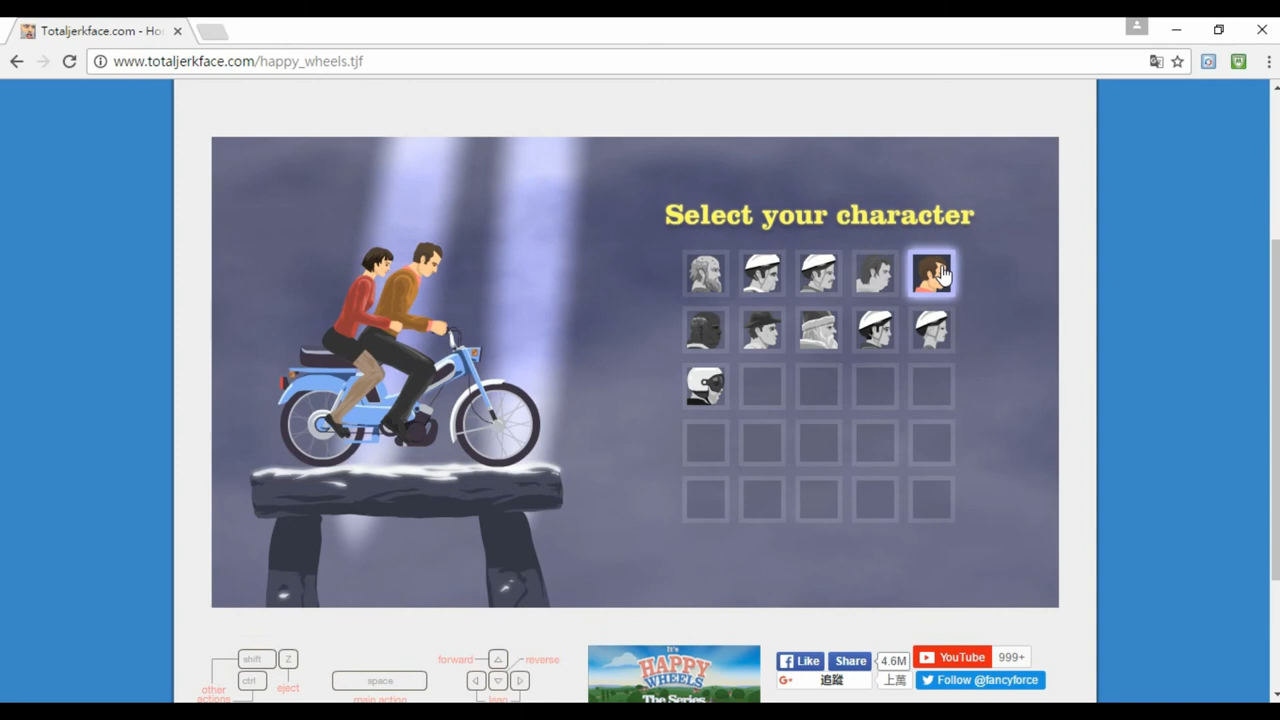 Totaljerkface.com - Ho
www.totaljerkface.com/happy_wheels.tjf
Select your character
shift
Z
ctrl
eject
other
actions
space
main action
forward
reverse
IT'S
HAPPY
WHEELS
The Series
Like
Share
4.6M
YouTube
999+
G+
追蹤
上萬
Follow @fancyforce